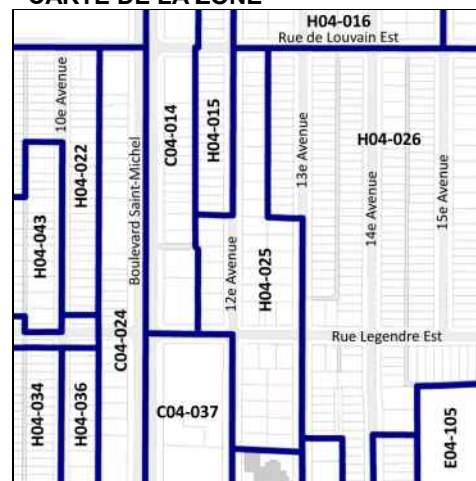 CARTE DE LA ZONE
H04-016
Rue de Louvain Est
10e Avenue
H04-022
Boulevard Saint-Michel
C04-014
H04-015
13e Avenue
H04-026
14e Avenue
15e Avenue
H04-043
C04-024
12e Avenue
H04-025
Rue Legendre Est
H04-034
H04-036
C04-037
E04-105